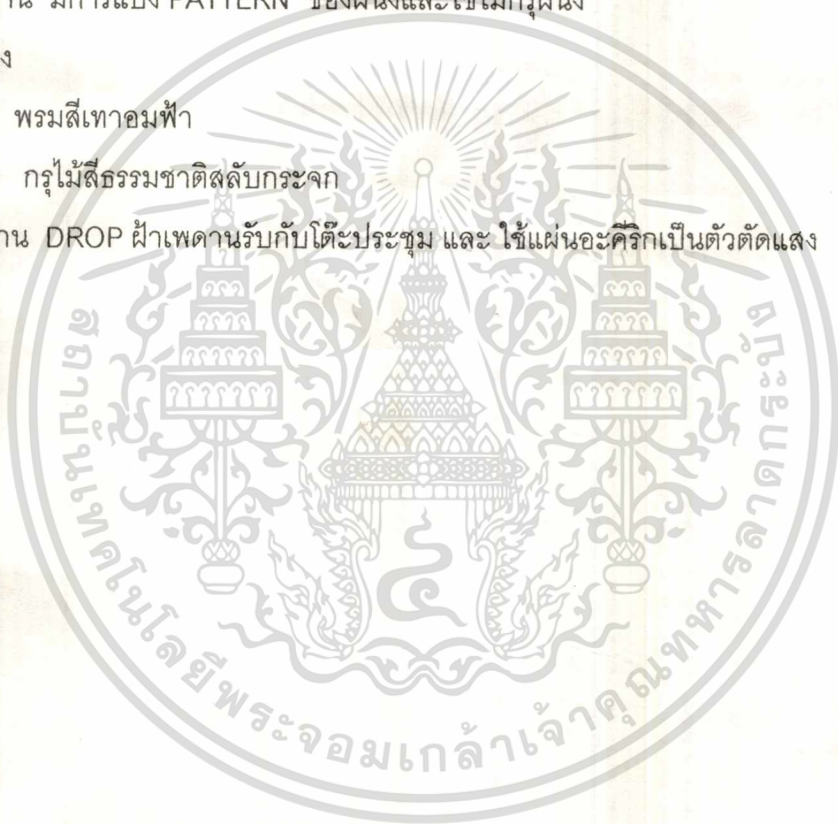 าน มีการแบ่ง PATTERN ของผนังและใช้ไม้กรุผนัง
ง
พรมสีเทาอมฟ้า
กรุไม้สีธรรมชาติสลับกระจก
าน DROP ฝ้าเพดานรับกับโต๊ะประชุม และ ใช้แผ่นอะคิริกเป็นตัวตัดแสง
สถาบันเทคโนโลยีพระจอมเกล้าเจ้าคุณทหารลาดกระบัง
๔